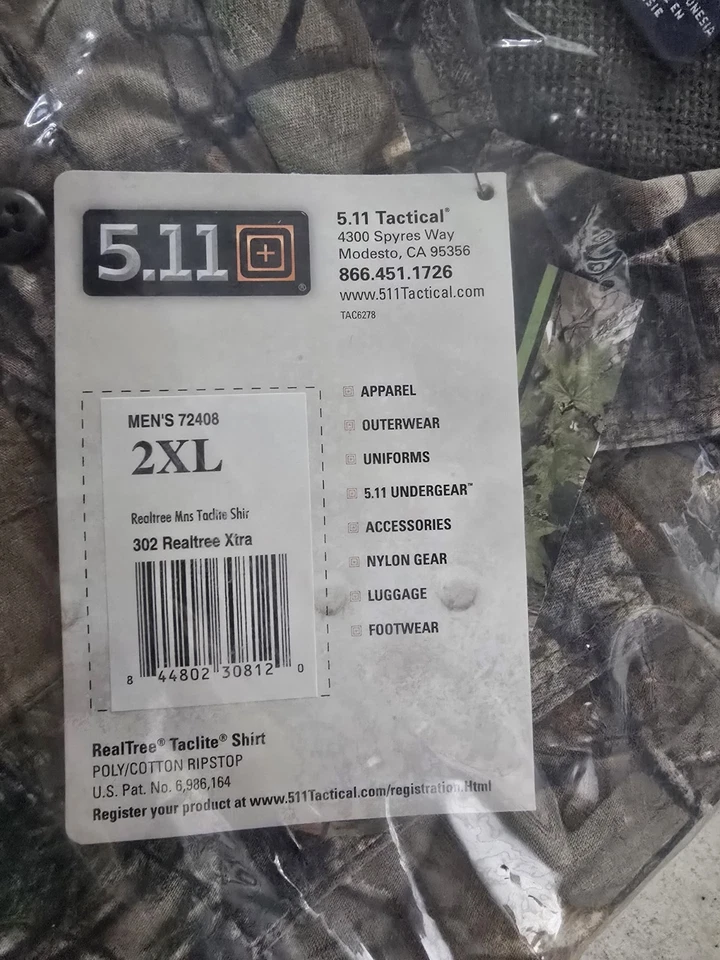 5.11
®
5.11 Tactical®
4300 Spyres Way
Modesto, CA 95356
866.451.1726
www.511Tactical.com
TAC6278
APPAREL
OUTERWEAR
UNIFORMS
5.11 UNDERGEAR™
ACCESSORIES
NYLON GEAR
LUGGAGE
FOOTWEAR
MEN'S 72408
2XL
Realtree Mns Taclite Shir
302 Realtree Xtra
8 44802 30812 0
RealTree® Taclite® Shirt
POLY/COTTON RIPSTOP
U.S. Pat. No. 6,986,164
Register your product at www.511Tactical.com/registration.Html